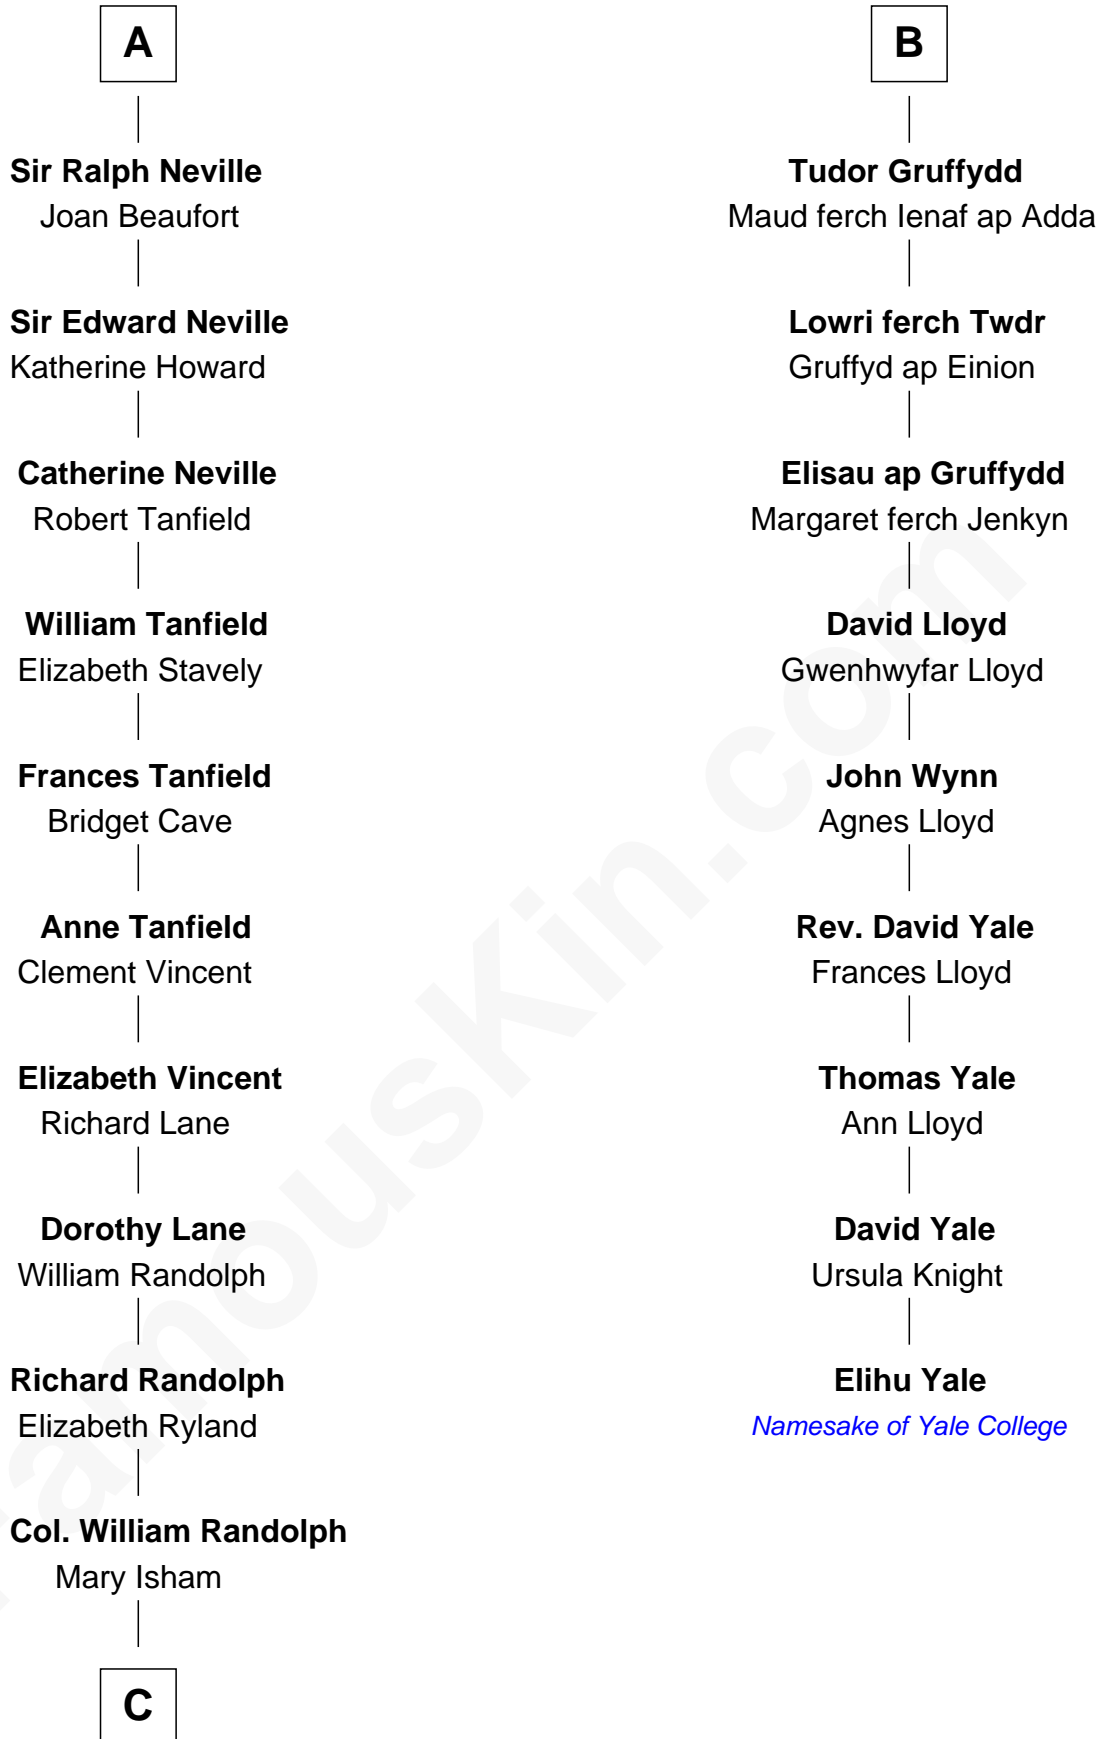 A
Sir Ralph Neville
Joan Beaufort
Sir Edward Neville
Katherine Howard
Catherine Neville
Robert Tanfield
William Tanfield
Elizabeth Stavely
Frances Tanfield
Bridget Cave
Anne Tanfield
Clement Vincent
Elizabeth Vincent
Richard Lane
Dorothy Lane
William Randolph
Richard Randolph
Elizabeth Ryland
Col. William Randolph
Mary Isham
C
B
Tudor Gruffydd
Maud ferch Ienaf ap Adda
Lowri ferch Twdr
Gruffyd ap Einion
Elisau ap Gruffydd
Margaret ferch Jenkyn
David Lloyd
Gwenhwyfar Lloyd
John Wynn
Agnes Lloyd
Rev. David Yale
Frances Lloyd
Thomas Yale
Ann Lloyd
David Yale
Ursula Knight
Elihu Yale
Namesake of Yale College
FamousKin.com